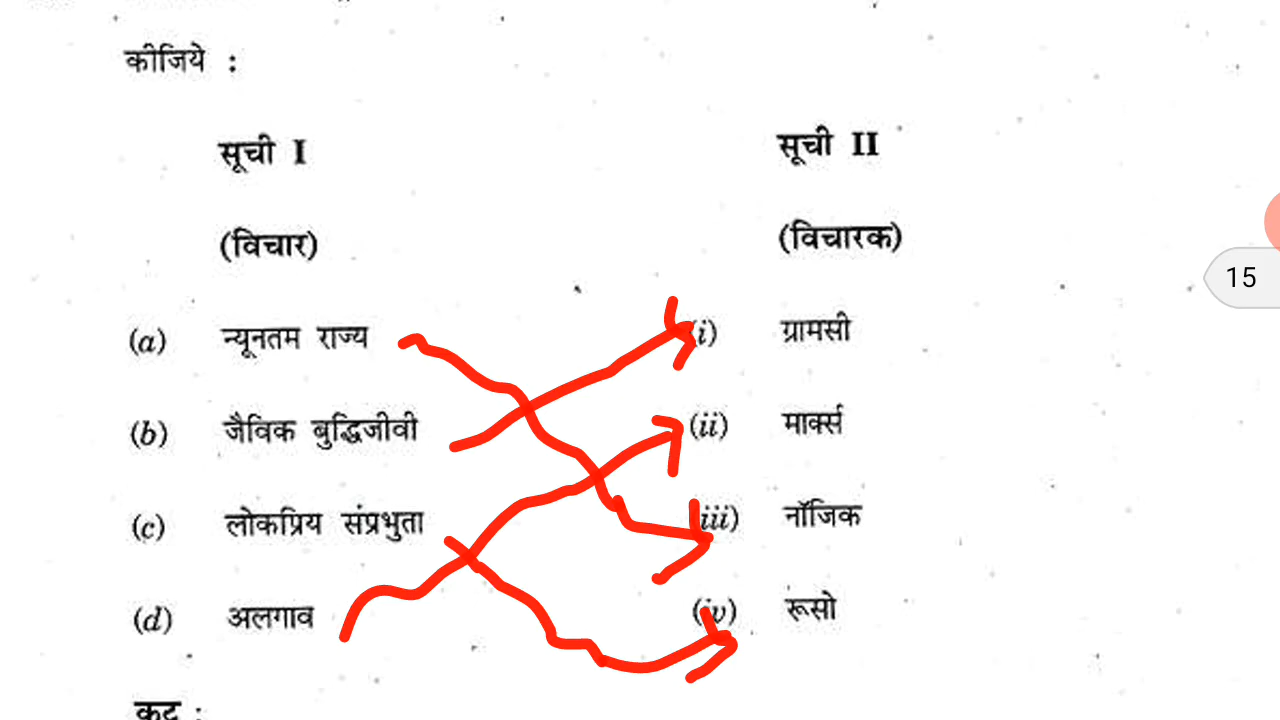 कीजिये :
सूची I सूची II
(विचार) (विचारक)
15
(a) न्यूनतम राज्य (i) ग्रामसी
(b) जैविक बुद्धिजीवी (ii) मार्क्स
(c) लोकप्रिय संप्रभुता (iii) नॉजिक
(d) अलगाव (iv) रूसो
कूट :